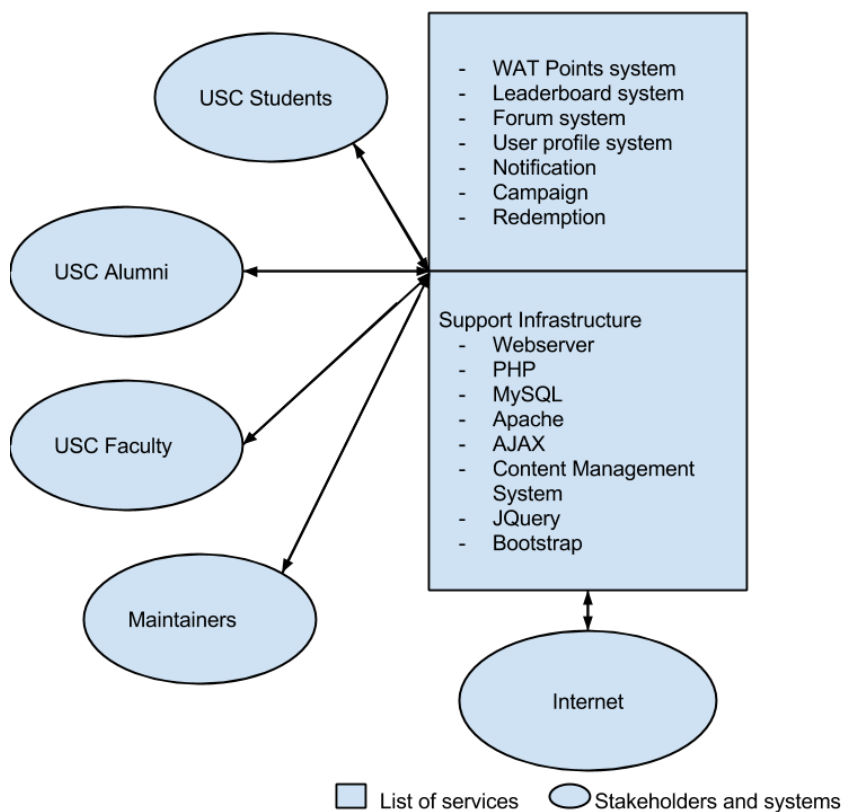 USC Students
USC Alumni
USC Faculty
Maintainers
- WAT Points system
- Leaderboard system
- Forum system
- User profile system
- Notification
- Campaign
- Redemption
Support Infrastructure
- Webserver
- PHP
- MySQL
- Apache
- AJAX
- Content Management
System
- JQuery
- Bootstrap
Internet
List of services
Stakeholders and systems